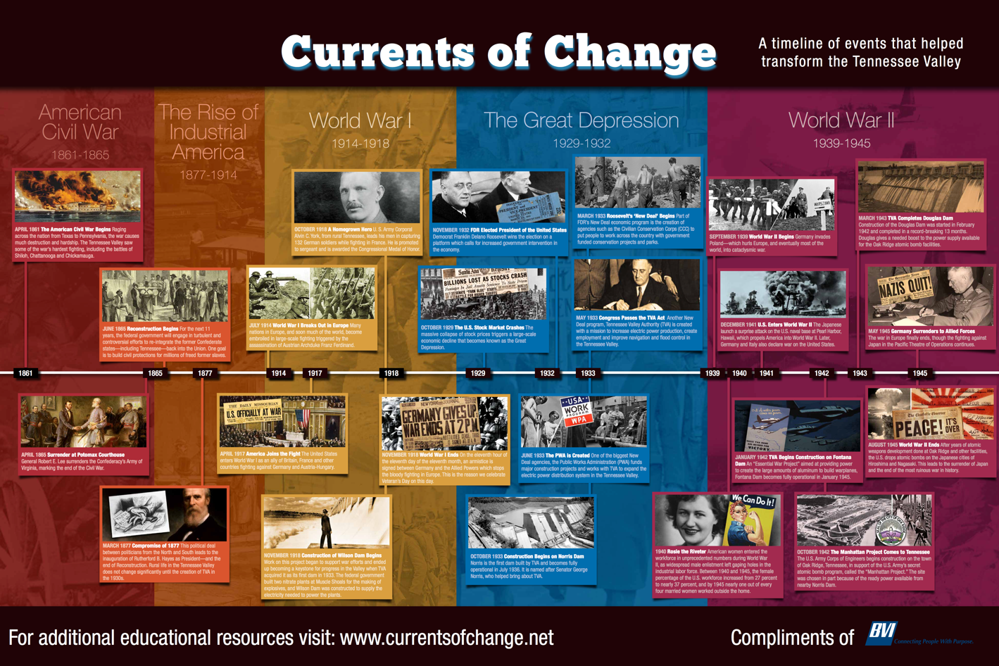 Currents of Change
A timeline of events that helped
transform the Tennessee Valley
American
Civil War
1861-1865
The Rise of
Industrial
America
1877-1914
World War I
1914-1918
The Great Depression
1929-1932
World War II
1939-1945
APRIL 1861 The American Civil War Begins Raging
across the nation from Texas to Pennsylvania, the war causes
much destruction and hardship. The Tennessee Valley saw
some of the war's hardest fighting, including the battles of
Shiloh, Chattanooga and Chickamauga.
JUNE 1865 Reconstruction Begins For the next 11
years, the federal government will engage in turbulent and
controversial efforts to re-integrate the former Confederate
states—including Tennessee—back into the Union. One goal
is to build civil protections for millions of freed former slaves.
OCTOBER 1918 A Homegrown Hero U. S. Army Corporal
Alvin C. York, from rural Tennessee, leads his men in capturing
132 German soldiers while fighting in France. He is promoted
to sergeant and is awarded the Congressional Medal of Honor.
JULY 1914 World War I Breaks Out in Europe Many
nations in Europe, and soon much of the world, become
embroiled in large-scale fighting triggered by the
assassination of Austrian Archduke Franz Ferdinand.
INAUGURATION
PRESIDENT and
VICE-PRESIDENT
NOVEMBER 1932 FDR Elected President of the United States
Democrat Franklin Delano Roosevelt wins the election on a
platform which calls for increased government intervention in
the economy.
Santa Ana Register
BILLIONS LOST AS STOCKS CRASH
Pontages In Jail Awaits Sentence To State Prison
OCTOBER 1929 The U.S. Stock Market Crashes The
massive collapse of stock prices triggers a large-scale
economic decline that becomes known as the Great
Depression.
MARCH 1933 Roosevelt's 'New Deal' Begins Part of
FDR's New Deal economic program is the creation of
agencies such as the Civilian Conservation Corps (CCC) to
put people to work across the country with government
funded conservation projects and parks.
MAY 1933 Congress Passes the TVA Act Another New
Deal program, Tennessee Valley Authority (TVA) is created
with a mission to increase electric power production, create
employment and improve navigation and flood control in
the Tennessee Valley.
WARSZAWA
SEPTEMBER 1939 World War II Begins Germany invades
Poland—which hurls Europe, and eventually most of the
world, into cataclysmic war.
DECEMBER 1941 U.S. Enters World War II The Japanese
launch a surprise attack on the U.S. naval base at Pearl Harbor,
Hawaii, which propels America into World War II. Later,
Germany and Italy also declare war on the United States.
MARCH 1943 TVA Completes Douglas Dam
Construction of the Douglas Dam was started in February
1942 and completed in a record-breaking 13 months.
Douglas gives a needed boost to the power supply available
for the Oak Ridge atomic bomb facilities.
NAZIS QUIT!
MAY 1945 Germany Surrenders to Allied Forces
The war in Europe finally ends, though the fighting against
Japan in the Pacific Theatre of Operations continues.
1861 1865 1877 1914 1917 1918 1929 1932 1933 1939 1940 1941 1942 1943 1945
APRIL 1865 Surrender at Potomax Courthouse
General Robert E. Lee surrenders the Confederacy's Army of
Virginia, marking the end of the Civil War.
MARCH 1877 Compromise of 1877 This political deal
between politicians from the North and South leads to the
inauguration of Rutherford B. Hayes as President—and the
end of Reconstruction. Rural life in the Tennessee Valley
does not change significantly until the creation of TVA in
the 1930s.
THE DAILY MISSOURIAN
U.S. OFFICIALLY AT WAR
APRIL 1917 America Joins the Fight The United States
enters World War I as an ally of Britain, France and other
countries fighting against Germany and Austria-Hungary.
NEW YORK JOURNAL
GERMANY GIVES UP:
WAR ENDS AT 2 P.M.
NOVEMBER 1918 World War I Ends On the eleventh hour of
the eleventh day of the eleventh month, an armistice is
signed between Germany and the Allied Powers which stops
the bloody fighting in Europe. This is the reason we celebrate
Veteran's Day on this day.
NOVEMBER 1918 Construction of Wilson Dam Begins
Work on this project began to support war efforts and ended
up becoming a keystone for progress in the Valley when TVA
acquired it as its first dam in 1933. The federal government
built two nitrate plants at Muscle Shoals for the making of
explosives, and Wilson Dam was constructed to supply the
electricity needed to power the plants.
USA
WORK
PROGRAM
WPA
JUNE 1933 The PWA is Created One of the biggest New
Deal agencies, the Public Works Administration (PWA) funds
major construction projects and works with TVA to expand the
electric power distribution system in the Tennessee Valley.
OCTOBER 1933 Construction Begins on Norris Dam
Norris is the first dam built by TVA and becomes fully
operational in July 1936. It is named after Senator George
Norris, who helped bring about TVA.
VICTORY
JANUARY 1942 TVA Begins Construction on Fontana
Dam An "Essential War Project" aimed at providing power
to create the large amounts of aluminum to build warplanes,
Fontana Dam becomes fully operational in January 1945.
We Can Do It!
1940 Rosie the Riveter American women entered the
workforce in unprecedented numbers during World War
II, as widespread male enlistment left gaping holes in the
industrial labor force. Between 1940 and 1945, the female
percentage of the U.S. workforce increased from 27 percent
to nearly 37 percent, and by 1945 nearly one out of every
four married women worked outside the home.
OCTOBER 1942 The Manhattan Project Comes to Tennessee
The U.S. Army Corps of Engineers begins construction on the town
of Oak Ridge, Tennessee, in support of the U.S. Army's secret
atomic bomb program, called the "Manhattan Project." The site
was chosen in part because of the ready power available from
nearby Norris Dam.
The Charlotte Observer
PEACE! IT'S
OVER
AUGUST 1945 World War II Ends After years of atomic
weapons development done at Oak Ridge and other facilities,
the U.S. drops atomic bombs on the Japanese cities of
Hiroshima and Nagasaki. This leads to the surrender of Japan
and the end of the most ruinous war in history.
For additional educational resources visit: www.currentsofchange.net
Compliments of
BVI
Connecting People With Purpose.